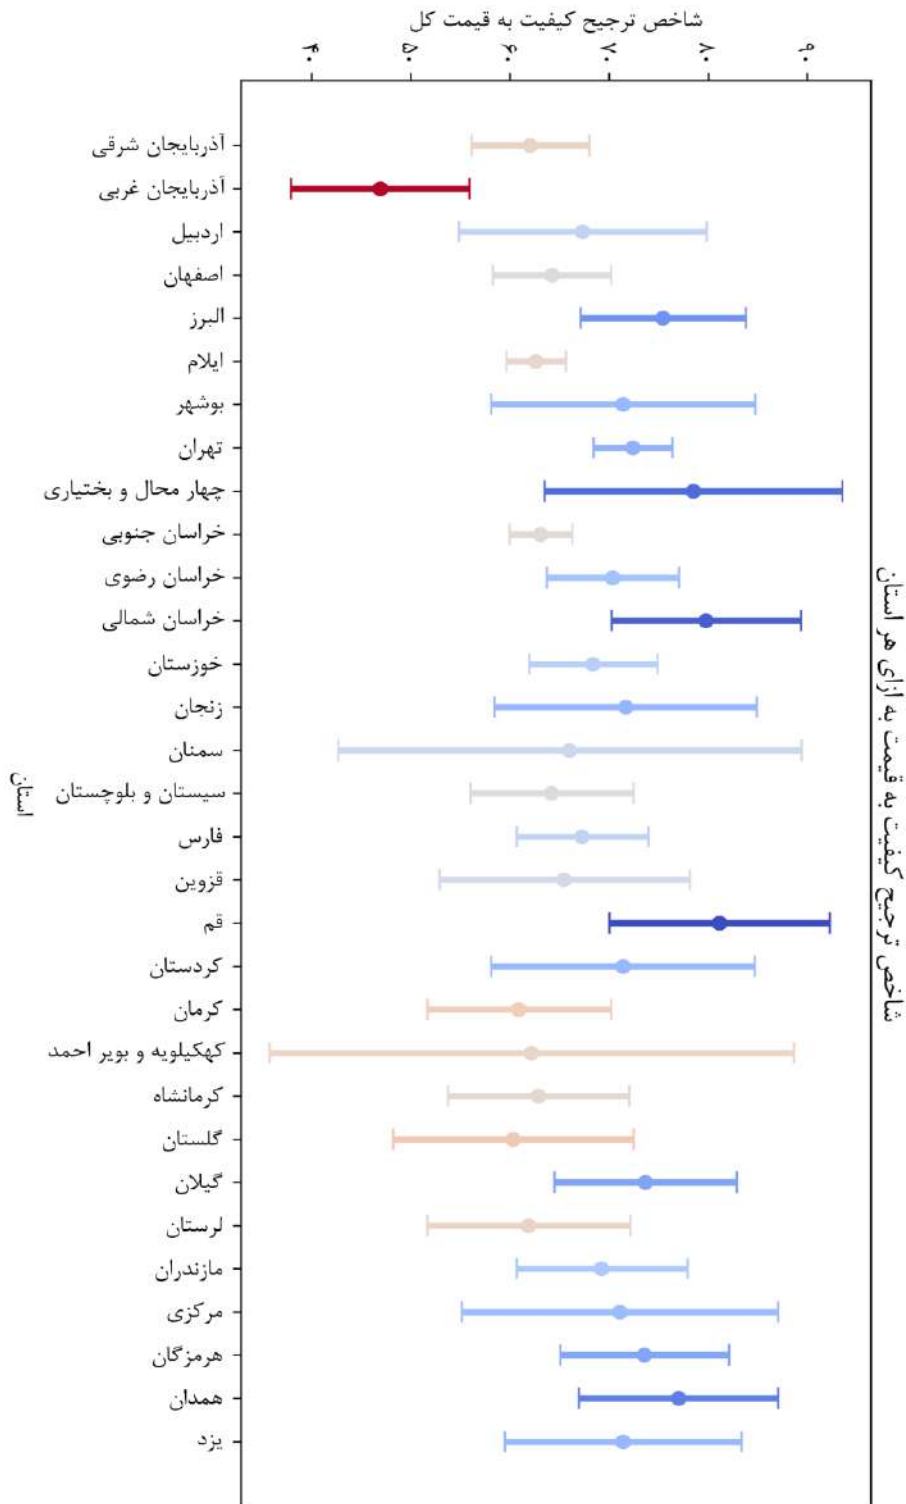 شاخص ترجیح کیفیت به قیمت کل
۴۰ ۵۰ ۶۰ ۷۰ ۸۰ ۹۰
آذربایجان شرقی
آذربایجان غربی
اردبیل
اصفهان
البرز
ایلام
بوشهر
تهران
چهار محال و بختیاری
خراسان جنوبی
خراسان رضوی
خراسان شمالی
خوزستان
زنجان
سمنان
سیستان و بلوچستان
فارس
قزوین
قم
کردستان
کرمان
کهکیلویه و بویر احمد
کرمانشاه
گلستان
گیلان
لرستان
مازندران
مرکزی
هرمزگان
همدان
یزد
استان
شاخص ترجیح کیفیت به قیمت به ازای هر استان